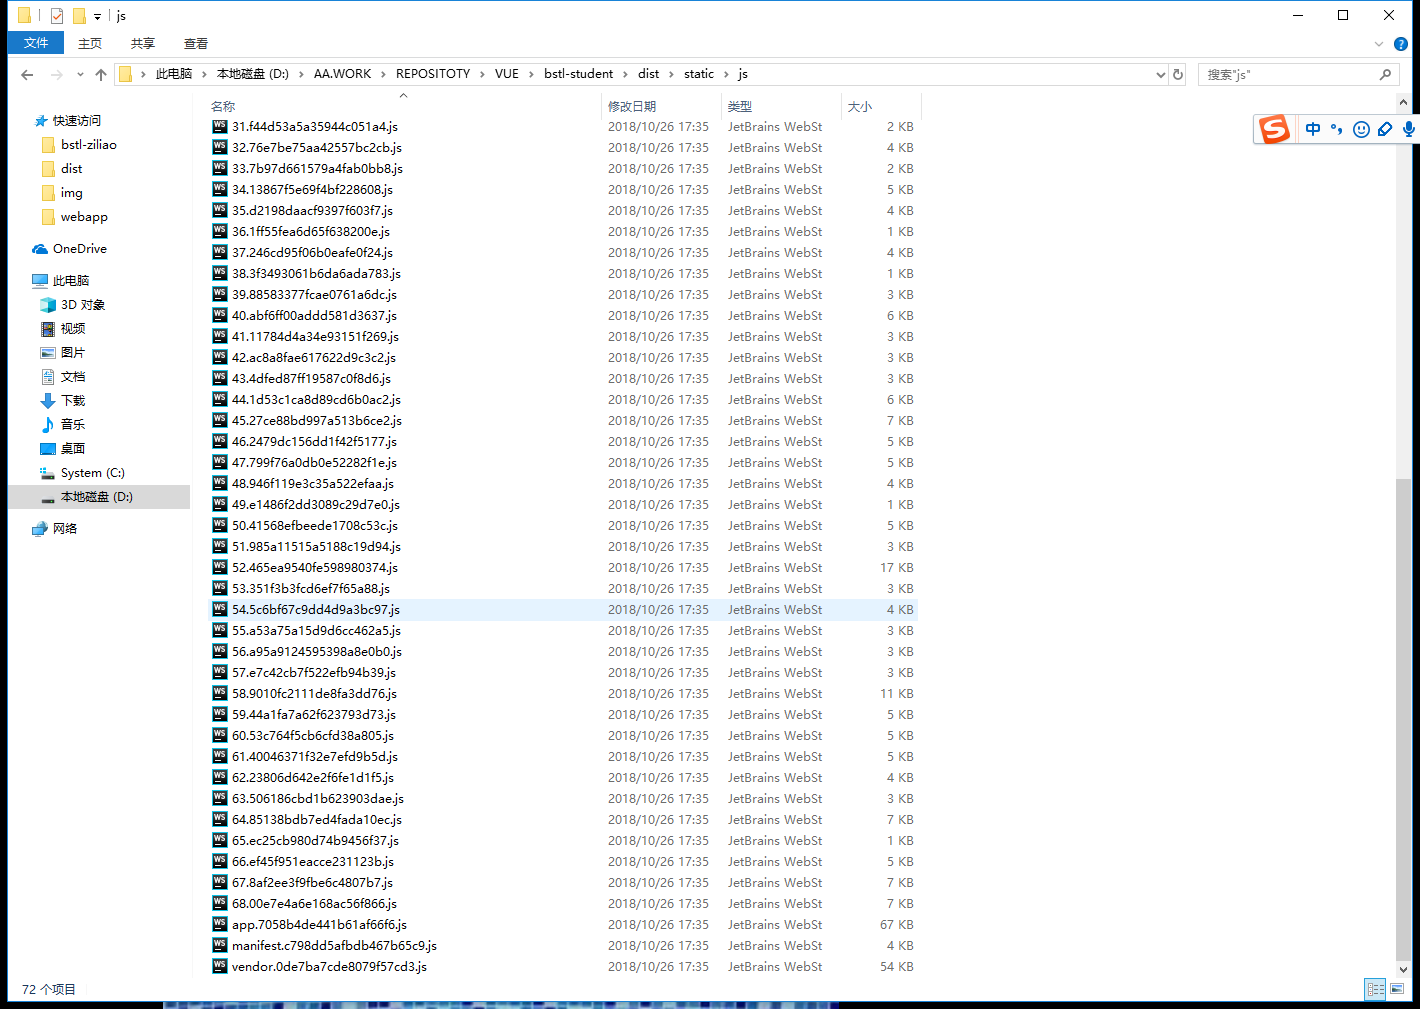 js
文件 主页 共享 查看
此电脑 本地磁盘 (D:) AA.WORK REPOSITOTY VUE bstl-student dist static js 搜索"js"
名称 修改日期 类型 大小
快速访问
bstl-ziliao
dist
img
webapp
OneDrive
此电脑
3D 对象
视频
图片
文档
下载
音乐
桌面
System (C:)
本地磁盘 (D:)
网络
31.f44d53a5a35944c051a4.js 2018/10/26 17:35 JetBrains WebSt 2 KB
32.76e7be75aa42557bc2cb.js 2018/10/26 17:35 JetBrains WebSt 4 KB
33.7b97d661579a4fab0bb8.js 2018/10/26 17:35 JetBrains WebSt 2 KB
34.13867f5e69f4bf228608.js 2018/10/26 17:35 JetBrains WebSt 5 KB
35.d2198daacf9397f603f7.js 2018/10/26 17:35 JetBrains WebSt 4 KB
36.1ff55fea6d65f638200e.js 2018/10/26 17:35 JetBrains WebSt 1 KB
37.246cd95f06b0eafe0f24.js 2018/10/26 17:35 JetBrains WebSt 4 KB
38.3f3493061b6da6ada783.js 2018/10/26 17:35 JetBrains WebSt 1 KB
39.88583377fcae0761a6dc.js 2018/10/26 17:35 JetBrains WebSt 3 KB
40.abf6ff00addd581d3637.js 2018/10/26 17:35 JetBrains WebSt 6 KB
41.11784d4a34e93151f269.js 2018/10/26 17:35 JetBrains WebSt 3 KB
42.ac8a8fae617622d9c3c2.js 2018/10/26 17:35 JetBrains WebSt 3 KB
43.4dfed87ff19587c0f8d6.js 2018/10/26 17:35 JetBrains WebSt 3 KB
44.1d53c1ca8d89cd6b0ac2.js 2018/10/26 17:35 JetBrains WebSt 6 KB
45.27ce88bd997a513b6ce2.js 2018/10/26 17:35 JetBrains WebSt 7 KB
46.2479dc156dd1f42f5177.js 2018/10/26 17:35 JetBrains WebSt 5 KB
47.799f76a0db0e52282f1e.js 2018/10/26 17:35 JetBrains WebSt 5 KB
48.946f119e3c35a522efaa.js 2018/10/26 17:35 JetBrains WebSt 4 KB
49.e1486f2dd3089c29d7e0.js 2018/10/26 17:35 JetBrains WebSt 1 KB
50.41568efbeede1708c53c.js 2018/10/26 17:35 JetBrains WebSt 5 KB
51.985a11515a5188c19d94.js 2018/10/26 17:35 JetBrains WebSt 3 KB
52.465ea9540fe598980374.js 2018/10/26 17:35 JetBrains WebSt 17 KB
53.351f3b3fcd6ef7f65a88.js 2018/10/26 17:35 JetBrains WebSt 3 KB
54.5c6bf67c9dd4d9a3bc97.js 2018/10/26 17:35 JetBrains WebSt 4 KB
55.a53a75a15d9d6cc462a5.js 2018/10/26 17:35 JetBrains WebSt 3 KB
56.a95a9124595398a8e0b0.js 2018/10/26 17:35 JetBrains WebSt 3 KB
57.e7c42cb7f522efb94b39.js 2018/10/26 17:35 JetBrains WebSt 3 KB
58.9010fc2111de8fa3dd76.js 2018/10/26 17:35 JetBrains WebSt 11 KB
59.44a1fa7a62f623793d73.js 2018/10/26 17:35 JetBrains WebSt 5 KB
60.53c764f5cb6cfd38a805.js 2018/10/26 17:35 JetBrains WebSt 5 KB
61.40046371f32e7efd9b5d.js 2018/10/26 17:35 JetBrains WebSt 5 KB
62.23806d642e2f6fe1d1f5.js 2018/10/26 17:35 JetBrains WebSt 4 KB
63.506186cbd1b623903dae.js 2018/10/26 17:35 JetBrains WebSt 3 KB
64.85138bdb7ed4fada10ec.js 2018/10/26 17:35 JetBrains WebSt 7 KB
65.ec25cb980d74b9456f37.js 2018/10/26 17:35 JetBrains WebSt 1 KB
66.ef45f951eacce231123b.js 2018/10/26 17:35 JetBrains WebSt 5 KB
67.8af2ee3f9fbe6c4807b7.js 2018/10/26 17:35 JetBrains WebSt 7 KB
68.00e7e4a6e168ac56f866.js 2018/10/26 17:35 JetBrains WebSt 7 KB
app.7058b4de441b61af66f6.js 2018/10/26 17:35 JetBrains WebSt 67 KB
manifest.c798dd5afbdb467b65c9.js 2018/10/26 17:35 JetBrains WebSt 4 KB
vendor.0de7ba7cde8079f57cd3.js 2018/10/26 17:35 JetBrains WebSt 54 KB
中
72 个项目